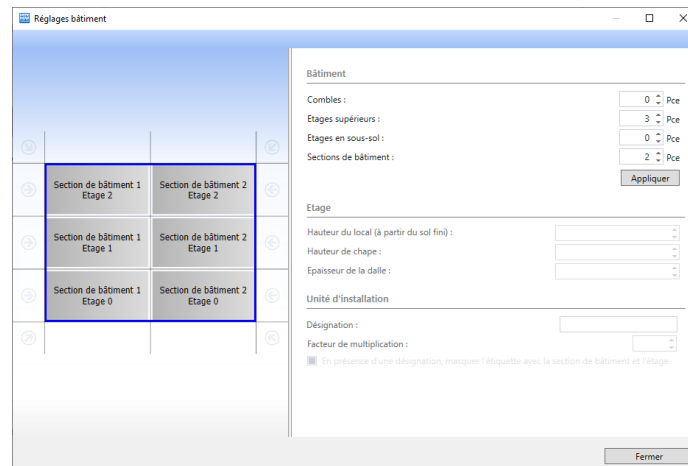 Réglages bâtiment
Bâtiment
Combles : 0 Pce
Etages supérieurs : 3 Pce
Etages en sous-sol : 0 Pce
Sections de bâtiment : 2 Pce
Appliquer
Section de bâtiment 1
Etage 2
Section de bâtiment 2
Etage 2
Section de bâtiment 1
Etage 1
Section de bâtiment 2
Etage 1
Section de bâtiment 1
Etage 0
Section de bâtiment 2
Etage 0
Etage
Hauteur du local (à partir du sol fini) :
Hauteur de chape :
Epaisseur de la dalle :
Unité d'installation
Désignation :
Facteur de multiplication :
En présence d'une désignation, masquer l'étiquette avec la section de bâtiment et l'étage
Fermer